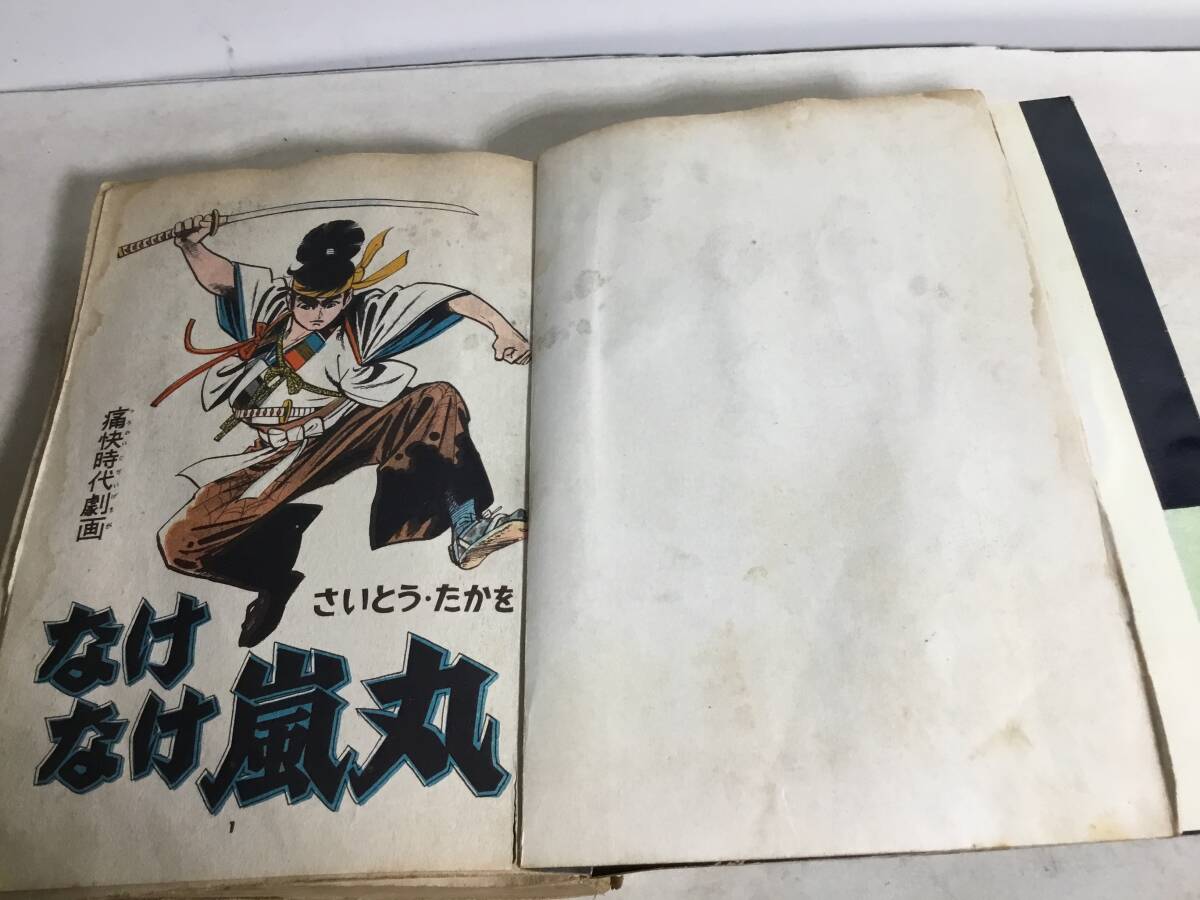 痛快時代劇画
さいとう・たかを
なけ
なけ嵐丸
1